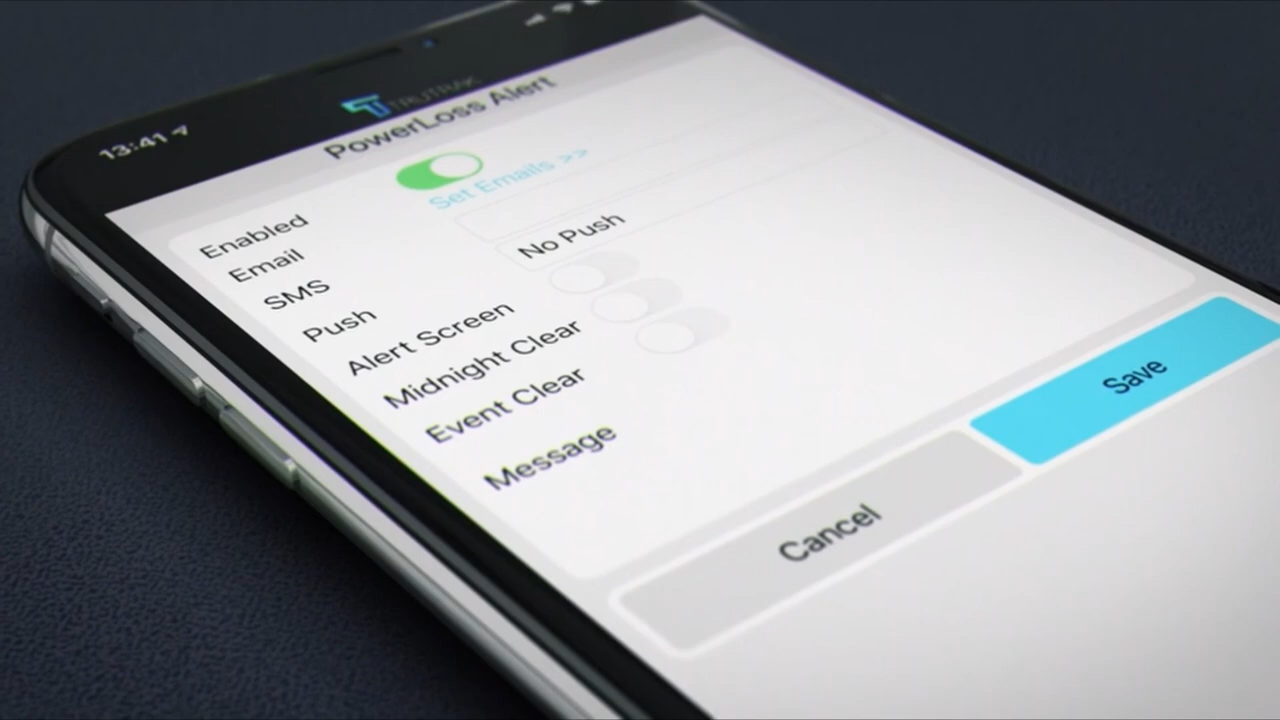 13:41
TRUTRAK
PowerLoss Alert
Enabled
Email Set Emails >>
SMS
Push No Push
Alert Screen
Midnight Clear
Event Clear
Message
Cancel Save